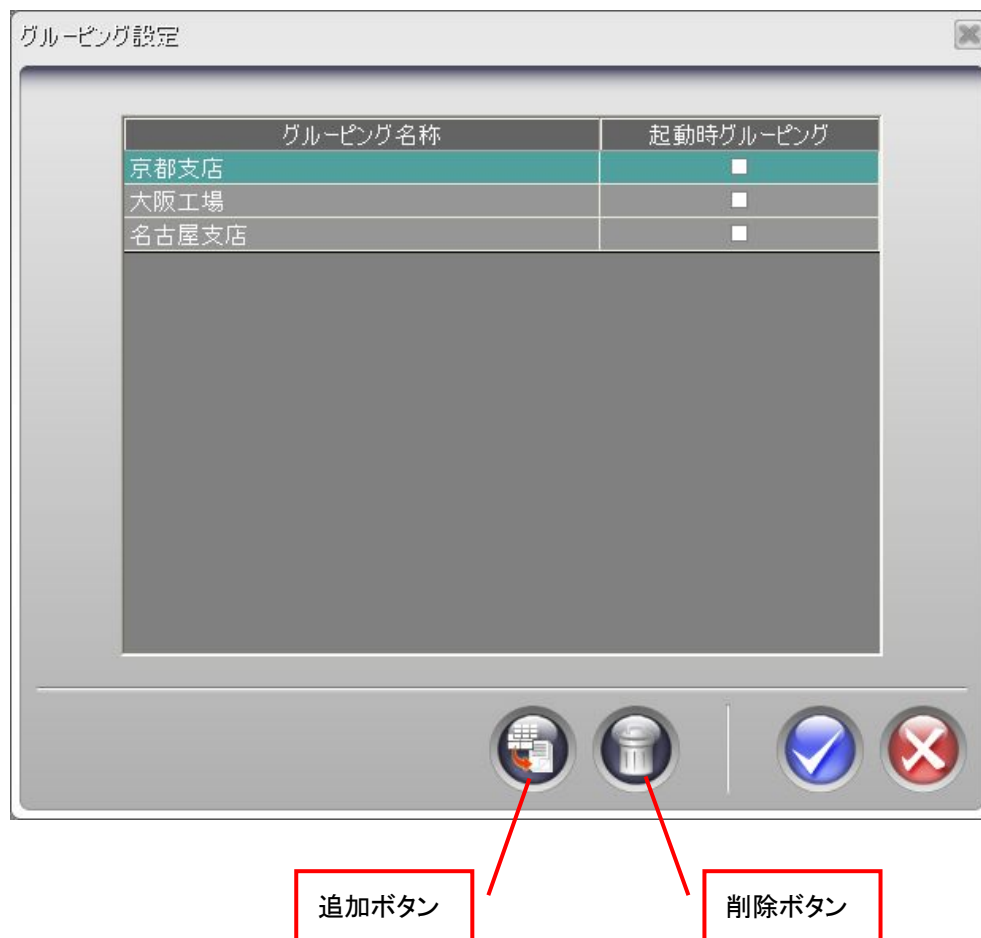 グルーピング設定
グルーピング名称 起動時グルーピング
京都支店
大阪工場
名古屋支店
追加ボタン 削除ボタン